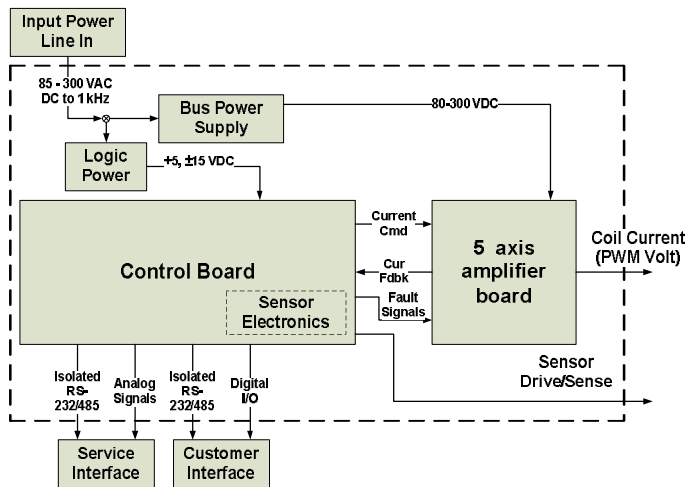 Input Power
Line In
85 - 300 VAC
DC to 1 kHz
Bus Power
Supply
80-300 VDC
Logic
Power
+5, ±15 VDC
Control Board
Sensor
Electronics
Current
Cmd
Cur
Fdbk
Fault
Signals
5 axis
amplifier
board
Coil Current
(PWM Volt)
Sensor
Drive/Sense
Isolated
RS-
232/485
Analog
Signals
Isolated
RS-
232/485
Digital
I/O
Service
Interface
Customer
Interface